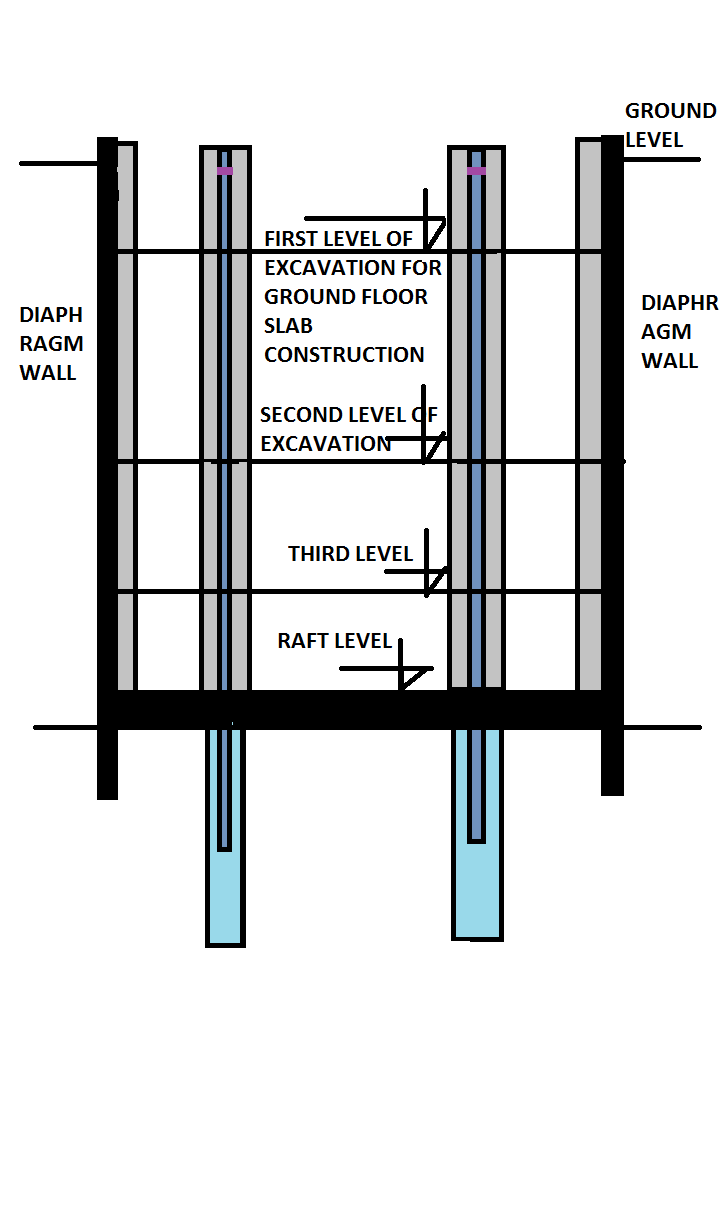 GROUND
LEVEL
FIRST LEVEL OF
EXCAVATION FOR
GROUND FLOOR
SLAB
CONSTRUCTION
DIAPH
RAGM
WALL
DIAPHR
AGM
WALL
SECOND LEVEL OF
EXCAVATION
THIRD LEVEL
RAFT LEVEL